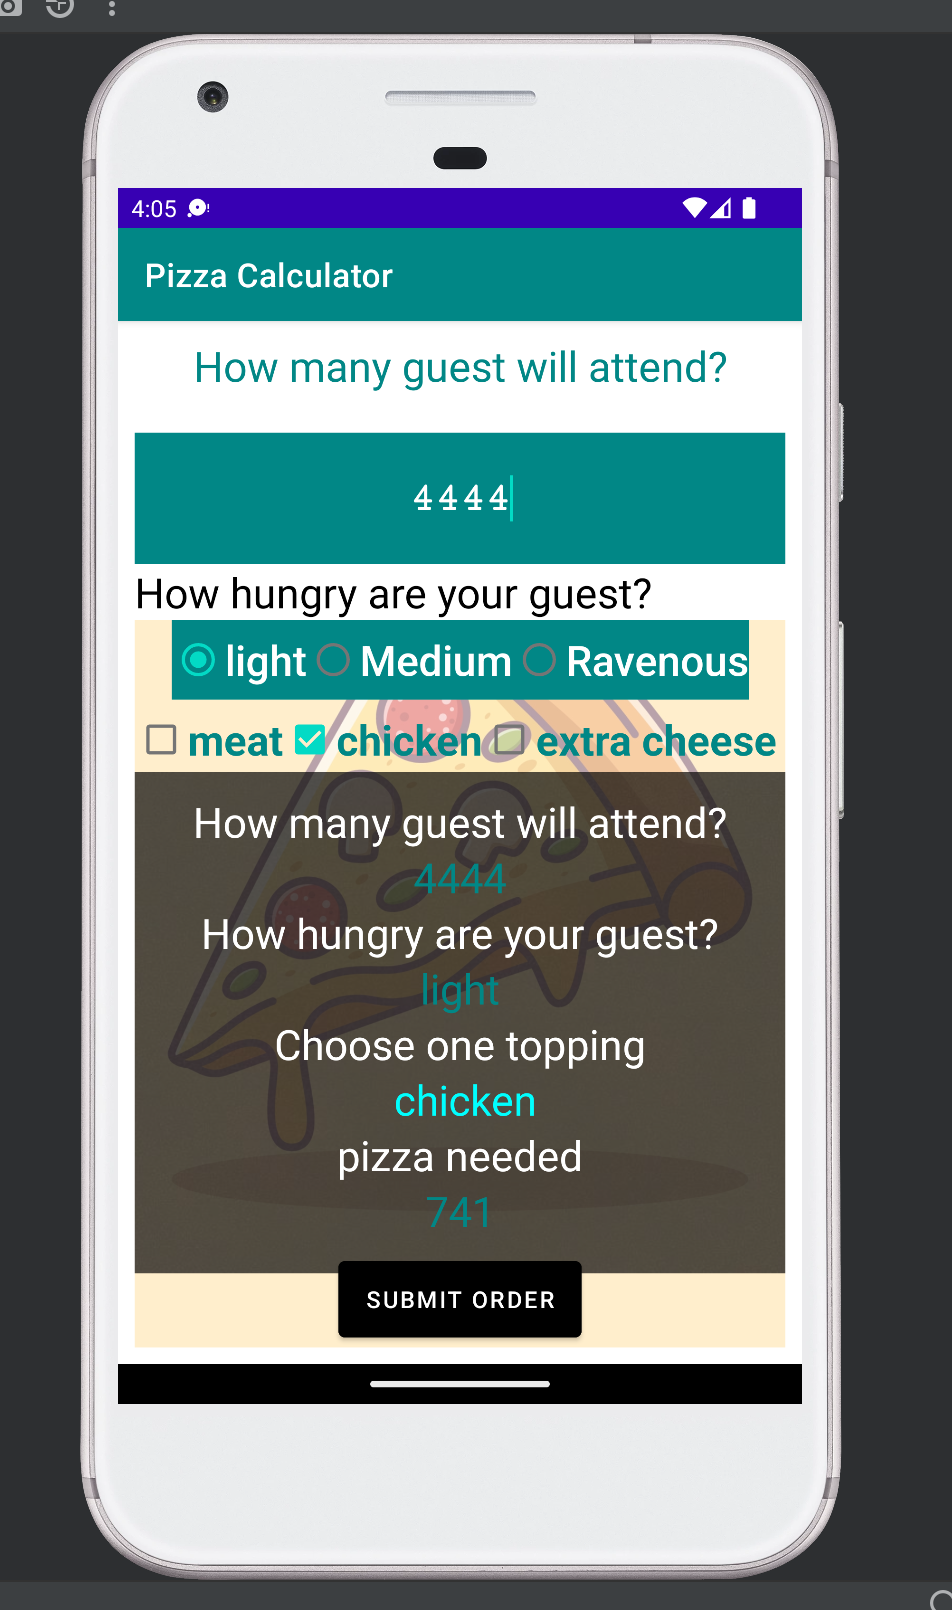 4:05
Pizza Calculator
How many guest will attend?
4444
How hungry are your guest?
light Medium Ravenous
meat chicken extra cheese
How many guest will attend?
4444
How hungry are your guest?
light
Choose one topping
chicken
pizza needed
741
SUBMIT ORDER